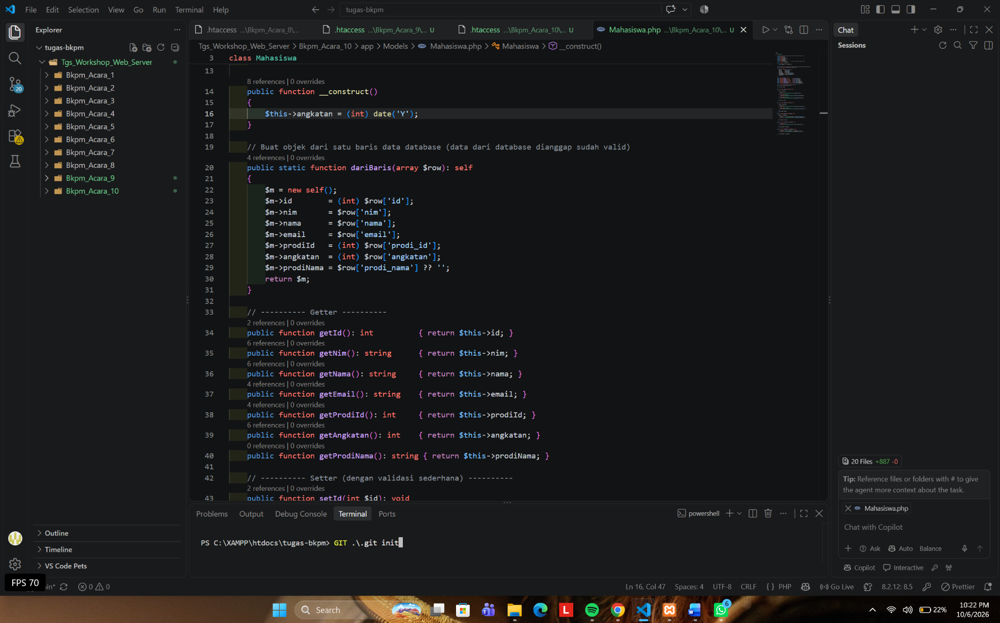 File Edit Selection View Go Run Terminal Help
tugas-bkpm
Explorer
tugas-bkpm
Tgs_Workshop_Web_Server
Bkpm_Acara_1
Bkpm_Acara_2
Bkpm_Acara_3
Bkpm_Acara_4
Bkpm_Acara_5
Bkpm_Acara_6
Bkpm_Acara_7
Bkpm_Acara_8
Bkpm_Acara_9
Bkpm_Acara_10
20
Outline
Timeline
VS Code Pets
.htaccess ...\Bkpm_Acara_8\...
.htaccess ...\Bkpm_Acara_9\... U
.htaccess ...\Bkpm_Acara_10\... U
Mahasiswa.php ...\Bkpm_Acara_10\... U
Tgs_Workshop_Web_Server > Bkpm_Acara_10 > app > Models > Mahasiswa.php > Mahasiswa > __construct()
3 class Mahasiswa
13
8 references | 0 overrides
14 public function __construct()
15 {
16 $this->angkatan = (int) date('Y');
17 }
18
19 // Buat objek dari satu baris data database (data dari database dianggap sudah valid)
4 references | 0 overrides
20 public static function dariBaris(array $row): self
21 {
22 $m = new self();
23 $m->id = (int) $row['id'];
24 $m->nim = $row['nim'];
25 $m->nama = $row['nama'];
26 $m->email = $row['email'];
27 $m->prodiId = (int) $row['prodi_id'];
28 $m->angkatan = (int) $row['angkatan'];
29 $m->prodiNama = $row['prodi_nama'] ?? '';
30 return $m;
31 }
32
33 // ---------- Getter ----------
2 references | 0 overrides
34 public function getId(): int { return $this->id; }
6 references | 0 overrides
35 public function getNim(): string { return $this->nim; }
6 references | 0 overrides
36 public function getNama(): string { return $this->nama; }
4 references | 0 overrides
37 public function getEmail(): string { return $this->email; }
4 references | 0 overrides
38 public function getProdiId(): int { return $this->prodiId; }
6 references | 0 overrides
39 public function getAngkatan(): int { return $this->angkatan; }
0 references | 0 overrides
40 public function getProdiNama(): string { return $this->prodiNama; }
41
42 // ---------- Setter (dengan validasi sederhana) ----------
2 references | 0 overrides
43 public function setId(int $id): void
Problems Output Debug Console Terminal Ports
powershell
PS C:\XAMPP\htdocs\tugas-bkpm> GIT .\.git init
Chat
Sessions
20 Files +887 -0
Tip: Reference files or folders with # to give
the agent more context about the task.
Mahasiswa.php
Chat with Copilot
Ask Auto Balance
Copilot Interactive
FPS 70
in*
0 0
Ln 16, Col 47 Spaces: 4 UTF-8 CRLF { } PHP Go Live 8.2.12: 8.5 Prettier
Search
L
W
6
22%
10:22 PM
10/6/2026